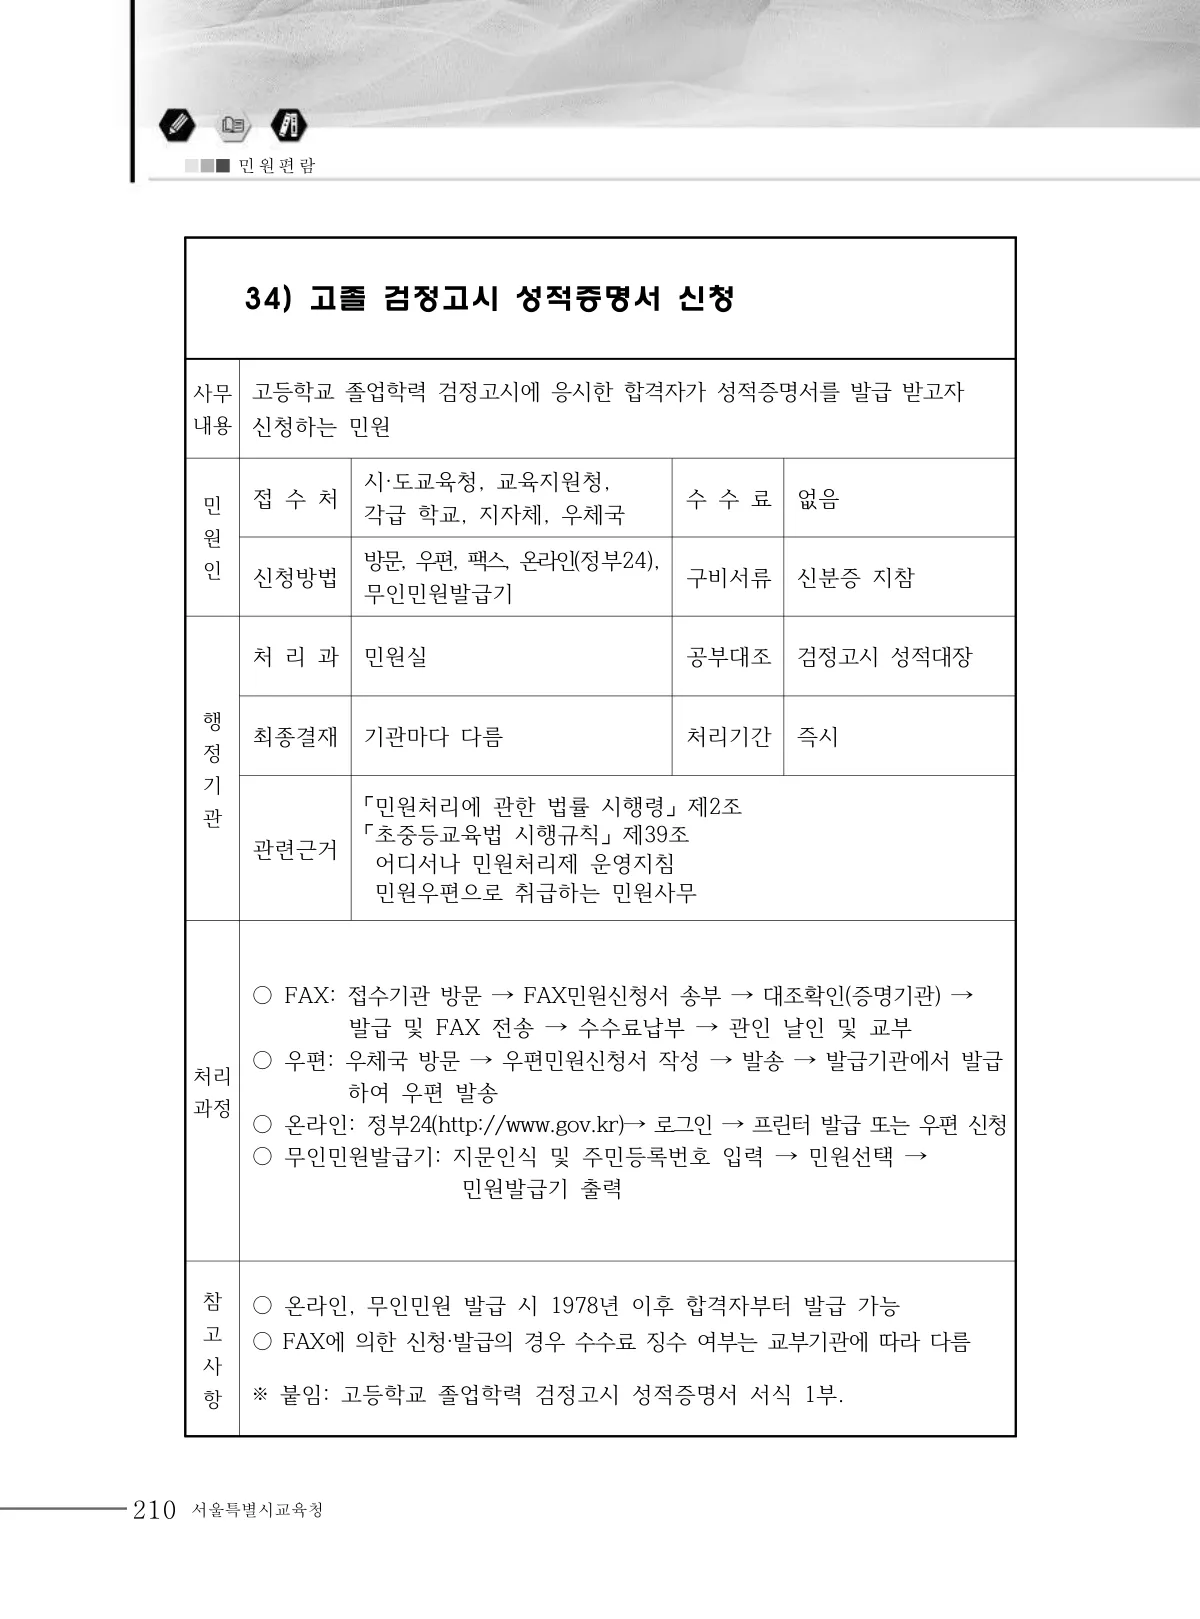 민원편람
34) 고졸 검정고시 성적증명서 신청
사무
내용
고등학교 졸업학력 검정고시에 응시한 합격자가 성적증명서를 발급 받고자
신청하는 민원
민
원
인
접 수 처
시·도교육청, 교육지원청,
각급 학교, 지자체, 우체국
수 수 료
없음
신청방법
방문, 우편, 팩스, 온라인(정부24),
무인민원발급기
구비서류
신분증 지참
행
정
기
관
처 리 과
민원실
공부대조
검정고시 성적대장
최종결재
기관마다 다름
처리기간
즉시
관련근거
「민원처리에 관한 법률 시행령」 제2조
「초중등교육법 시행규칙」 제39조
어디서나 민원처리제 운영지침
민원우편으로 취급하는 민원사무
처리
과정
○ FAX: 접수기관 방문 → FAX민원신청서 송부 → 대조확인(증명기관) →
발급 및 FAX 전송 → 수수료납부 → 관인 날인 및 교부
○ 우편: 우체국 방문 → 우편민원신청서 작성 → 발송 → 발급기관에서 발급
하여 우편 발송
○ 온라인: 정부24(http://www.gov.kr)→ 로그인 → 프린터 발급 또는 우편 신청
○ 무인민원발급기: 지문인식 및 주민등록번호 입력 → 민원선택 →
민원발급기 출력
참
고
사
항
○ 온라인, 무인민원 발급 시 1978년 이후 합격자부터 발급 가능
○ FAX에 의한 신청·발급의 경우 수수료 징수 여부는 교부기관에 따라 다름
※ 붙임: 고등학교 졸업학력 검정고시 성적증명서 서식 1부.
210 서울특별시교육청